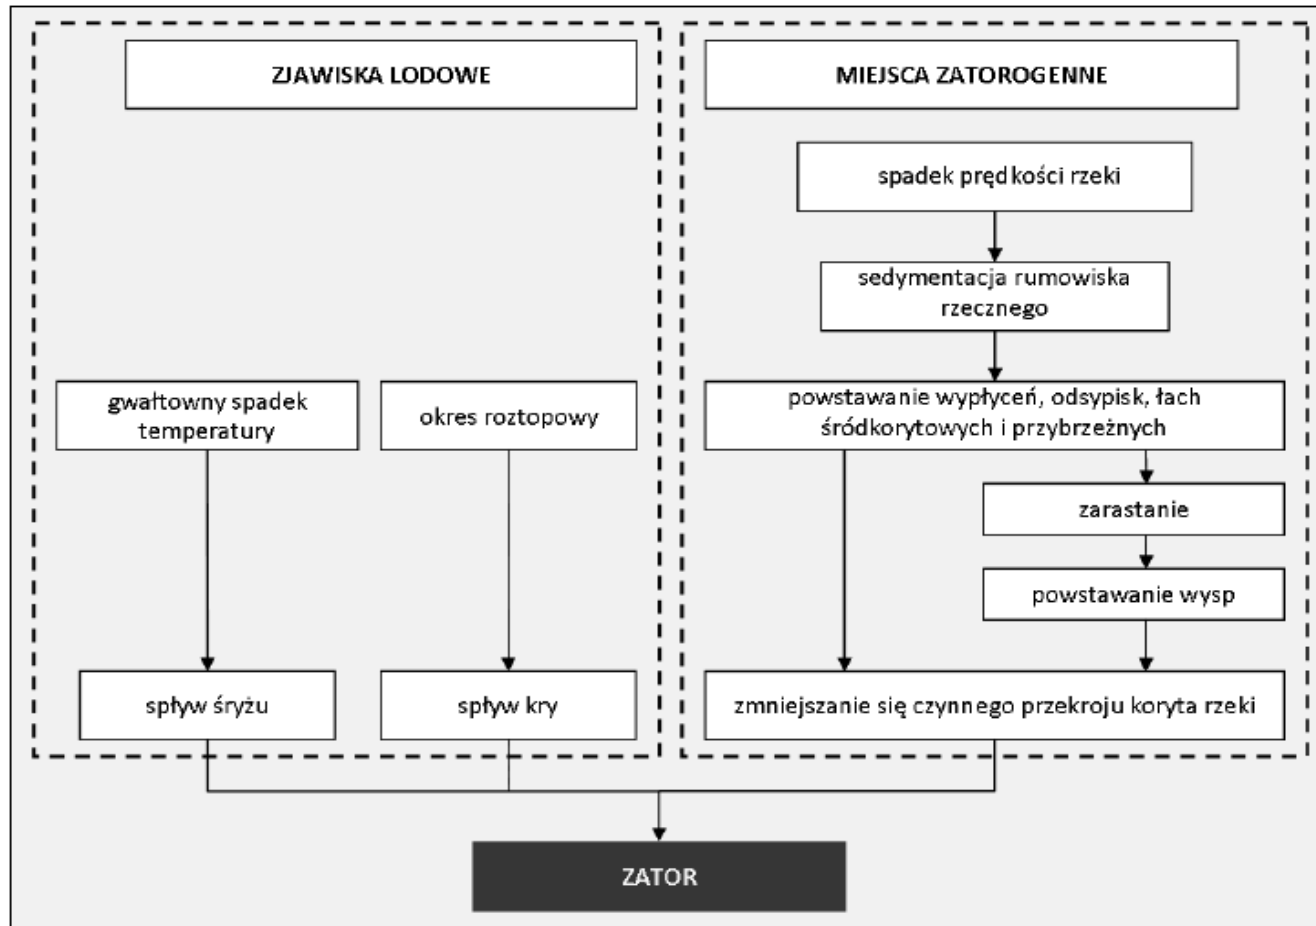 ZJAWISKA LODOWE
MIEJSCA ZATOROGENNE
spadek prędkości rzeki
sedymentacja rumowiska
rzecznego
gwałtowny spadek
temperatury
okres roztopowy
powstawanie wypłyceń, odsypisk, łach
śródkorytowych i przybrzeżnych
zarastanie
powstawanie wysp
spływ śryżu
spływ kry
zmniejszanie się czynnego przekroju koryta rzeki
ZATOR